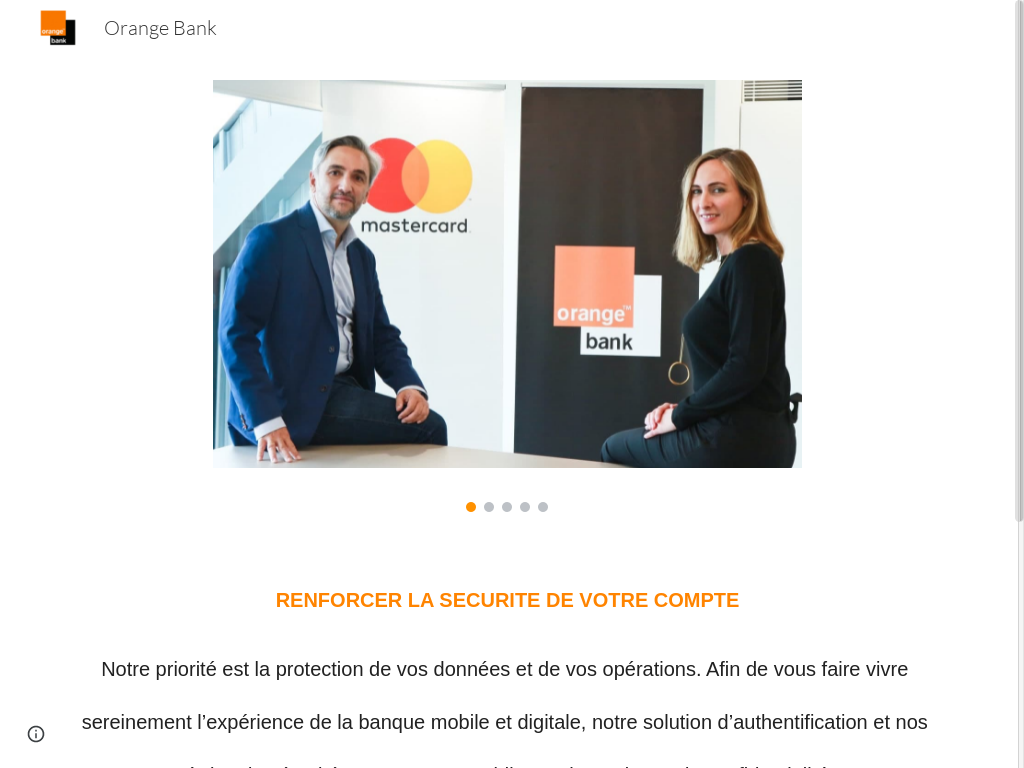 orange
bank
Orange Bank
mastercard
orange™
bank
RENFORCER LA SECURITE DE VOTRE COMPTE
Notre priorité est la protection de vos données et de vos opérations. Afin de vous faire vivre
sereinement l’expérience de la banque mobile et digitale, notre solution d’authentification et nos